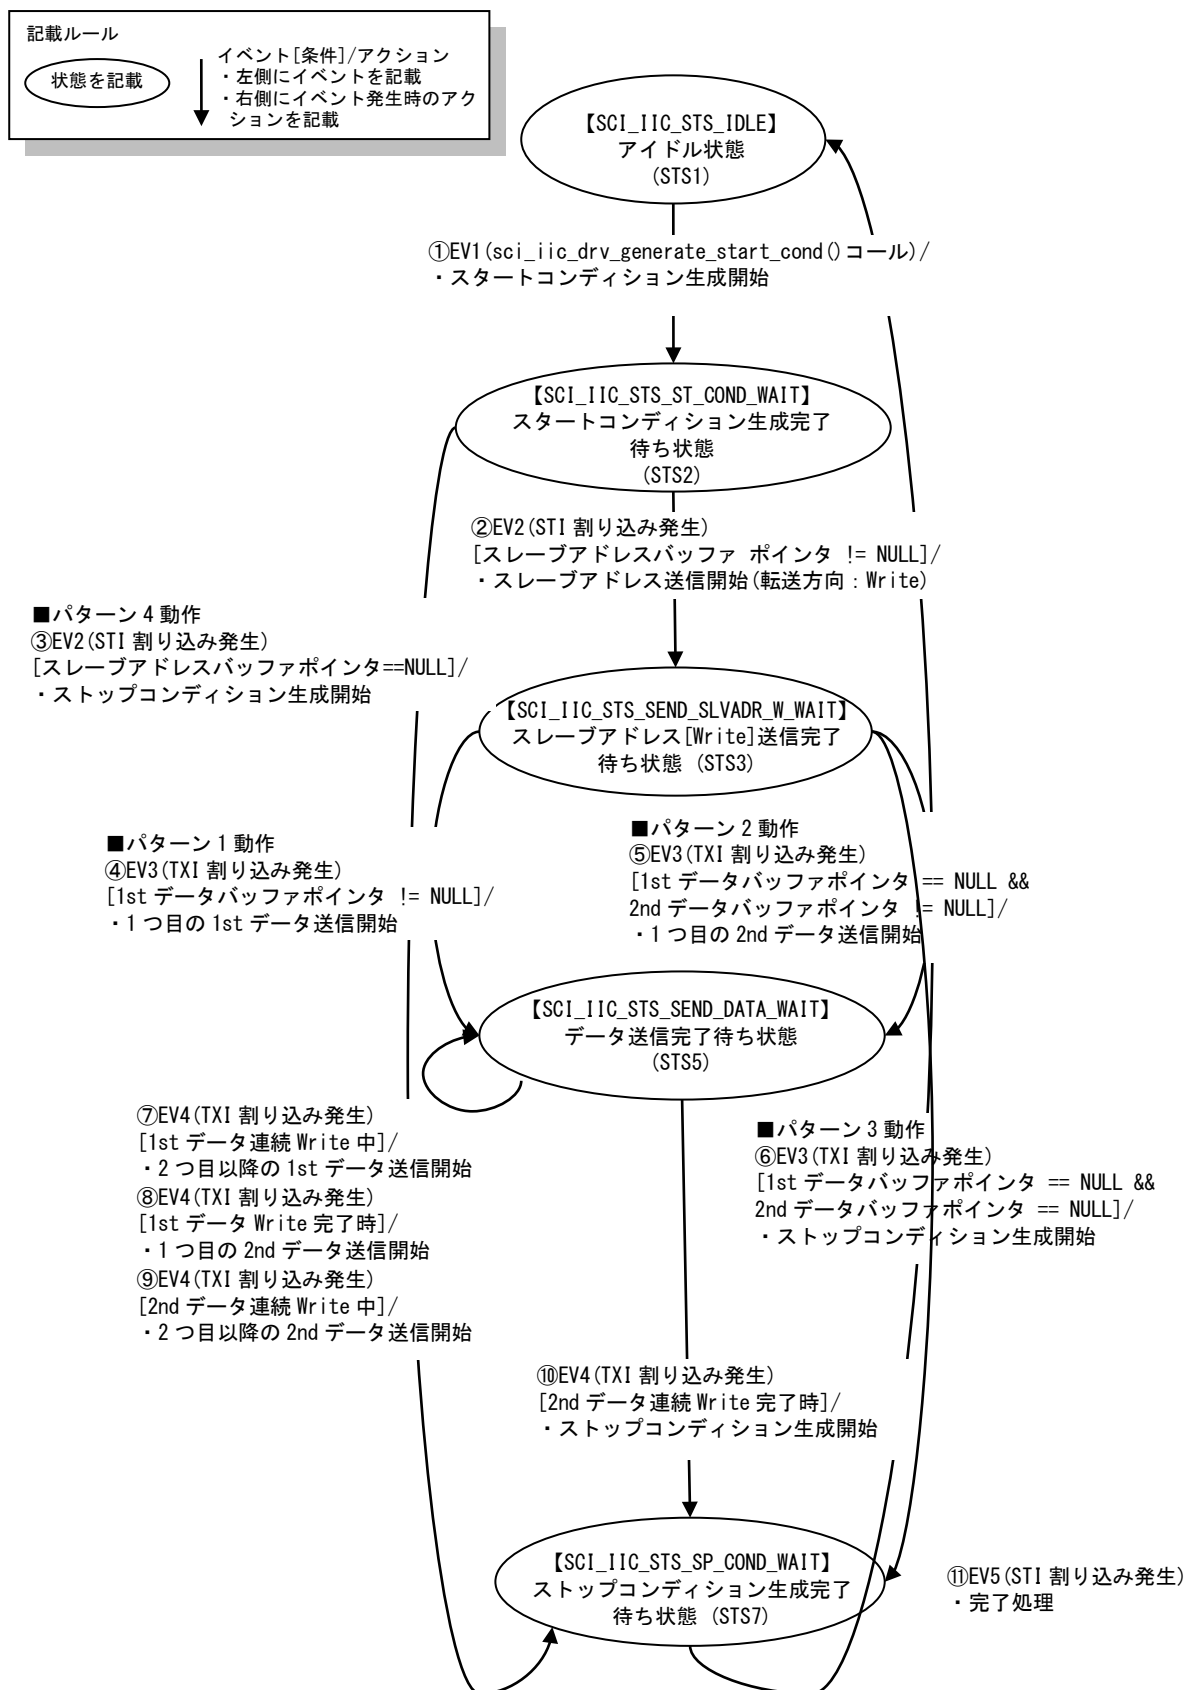 記載ルール
状態を記載
イベント[条件]/アクション
・左側にイベントを記載
・右側にイベント発生時のアク
ションを記載
【SCI_IIC_STS_IDLE】
アイドル状態
(STS1)
①EV1(sci_iic_drv_generate_start_cond()コール)/
・スタートコンディション生成開始
【SCI_IIC_STS_ST_COND_WAIT】
スタートコンディション生成完了
待ち状態
(STS2)
②EV2(STI 割り込み発生)
[スレーブアドレスバッファ ポインタ != NULL]/
・スレーブアドレス送信開始(転送方向：Write)
■パターン 4 動作
③EV2(STI 割り込み発生)
[スレーブアドレスバッファポインタ==NULL]/
・ストップコンディション生成開始
【SCI_IIC_STS_SEND_SLVADR_W_WAIT】
スレーブアドレス[Write]送信完了
待ち状態 (STS3)
■パターン 1 動作
④EV3(TXI 割り込み発生)
[1st データバッファポインタ != NULL]/
・1 つ目の 1st データ送信開始
■パターン 2 動作
⑤EV3(TXI 割り込み発生)
[1st データバッファポインタ == NULL &&
2nd データバッファポインタ != NULL]/
・1 つ目の 2nd データ送信開始
【SCI_IIC_STS_SEND_DATA_WAIT】
データ送信完了待ち状態
(STS5)
⑦EV4(TXI 割り込み発生)
[1st データ連続 Write 中]/
・2 つ目以降の 1st データ送信開始
⑧EV4(TXI 割り込み発生)
[1st データ Write 完了時]/
・1 つ目の 2nd データ送信開始
⑨EV4(TXI 割り込み発生)
[2nd データ連続 Write 中]/
・2 つ目以降の 2nd データ送信開始
■パターン 3 動作
⑥EV3(TXI 割り込み発生)
[1st データバッファポインタ == NULL &&
2nd データバッファポインタ == NULL]/
・ストップコンディション生成開始
⑩EV4(TXI 割り込み発生)
[2nd データ連続 Write 完了時]/
・ストップコンディション生成開始
【SCI_IIC_STS_SP_COND_WAIT】
ストップコンディション生成完了
待ち状態 (STS7)
⑪EV5(STI 割り込み発生)
・完了処理